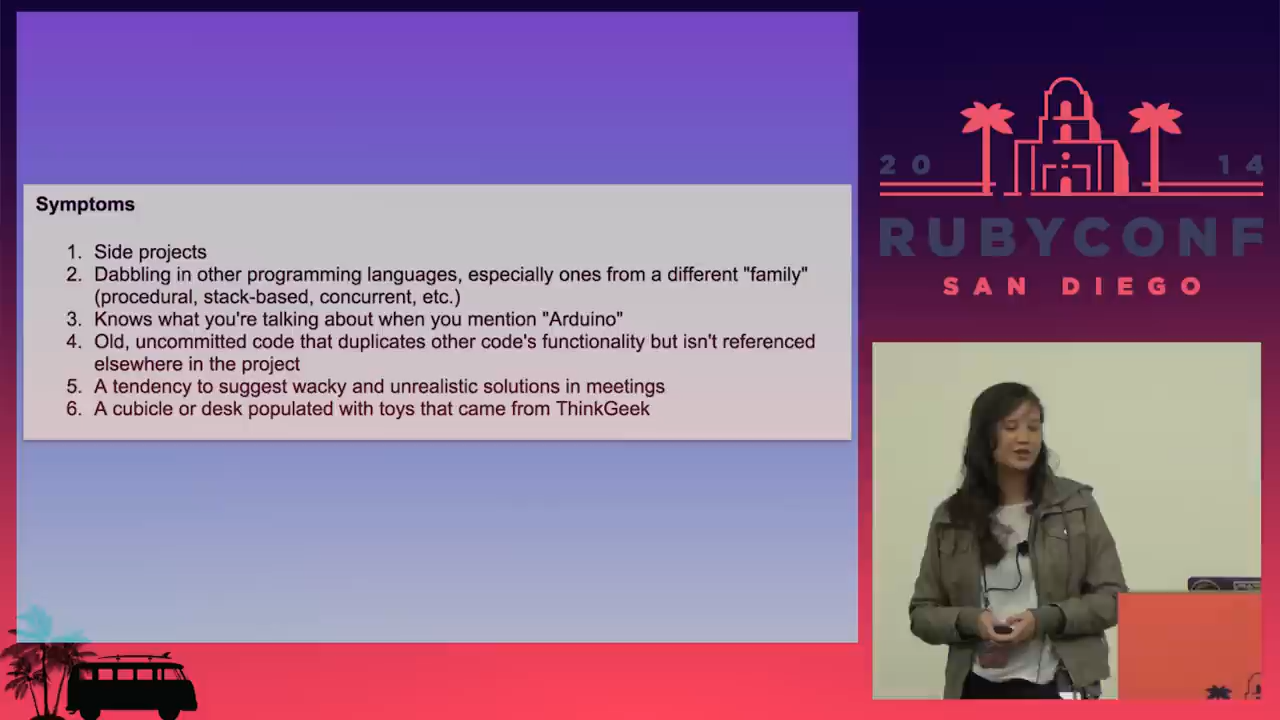 Symptoms
1. Side projects
2. Dabbling in other programming languages, especially ones from a different "family"
(procedural, stack-based, concurrent, etc.)
3. Knows what you're talking about when you mention "Arduino"
4. Old, uncommitted code that duplicates other code's functionality but isn't referenced
elsewhere in the project
5. A tendency to suggest wacky and unrealistic solutions in meetings
6. A cubicle or desk populated with toys that came from ThinkGeek
20 14
RUBYCONF
SAN DIEGO